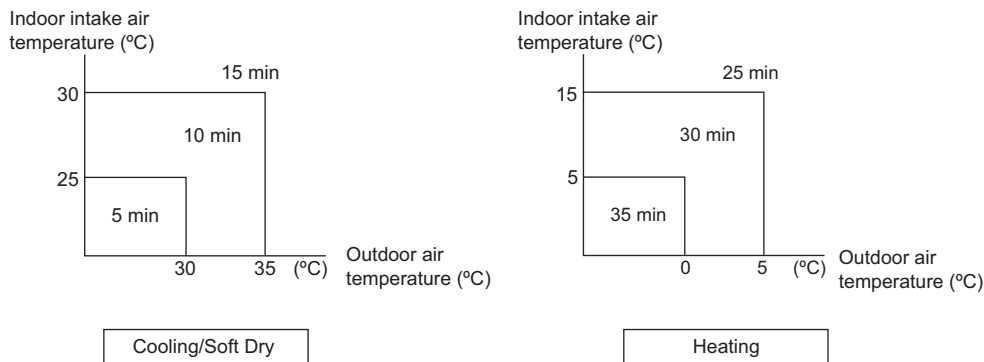 Indoor intake air
temperature (ºC)
15 min
30
10 min
25
5 min
30
35
(ºC)
Outdoor air
temperature (ºC)
Cooling/Soft Dry
Indoor intake air
temperature (ºC)
25 min
15
30 min
5
35 min
0
5
(ºC)
Outdoor air
temperature (ºC)
Heating